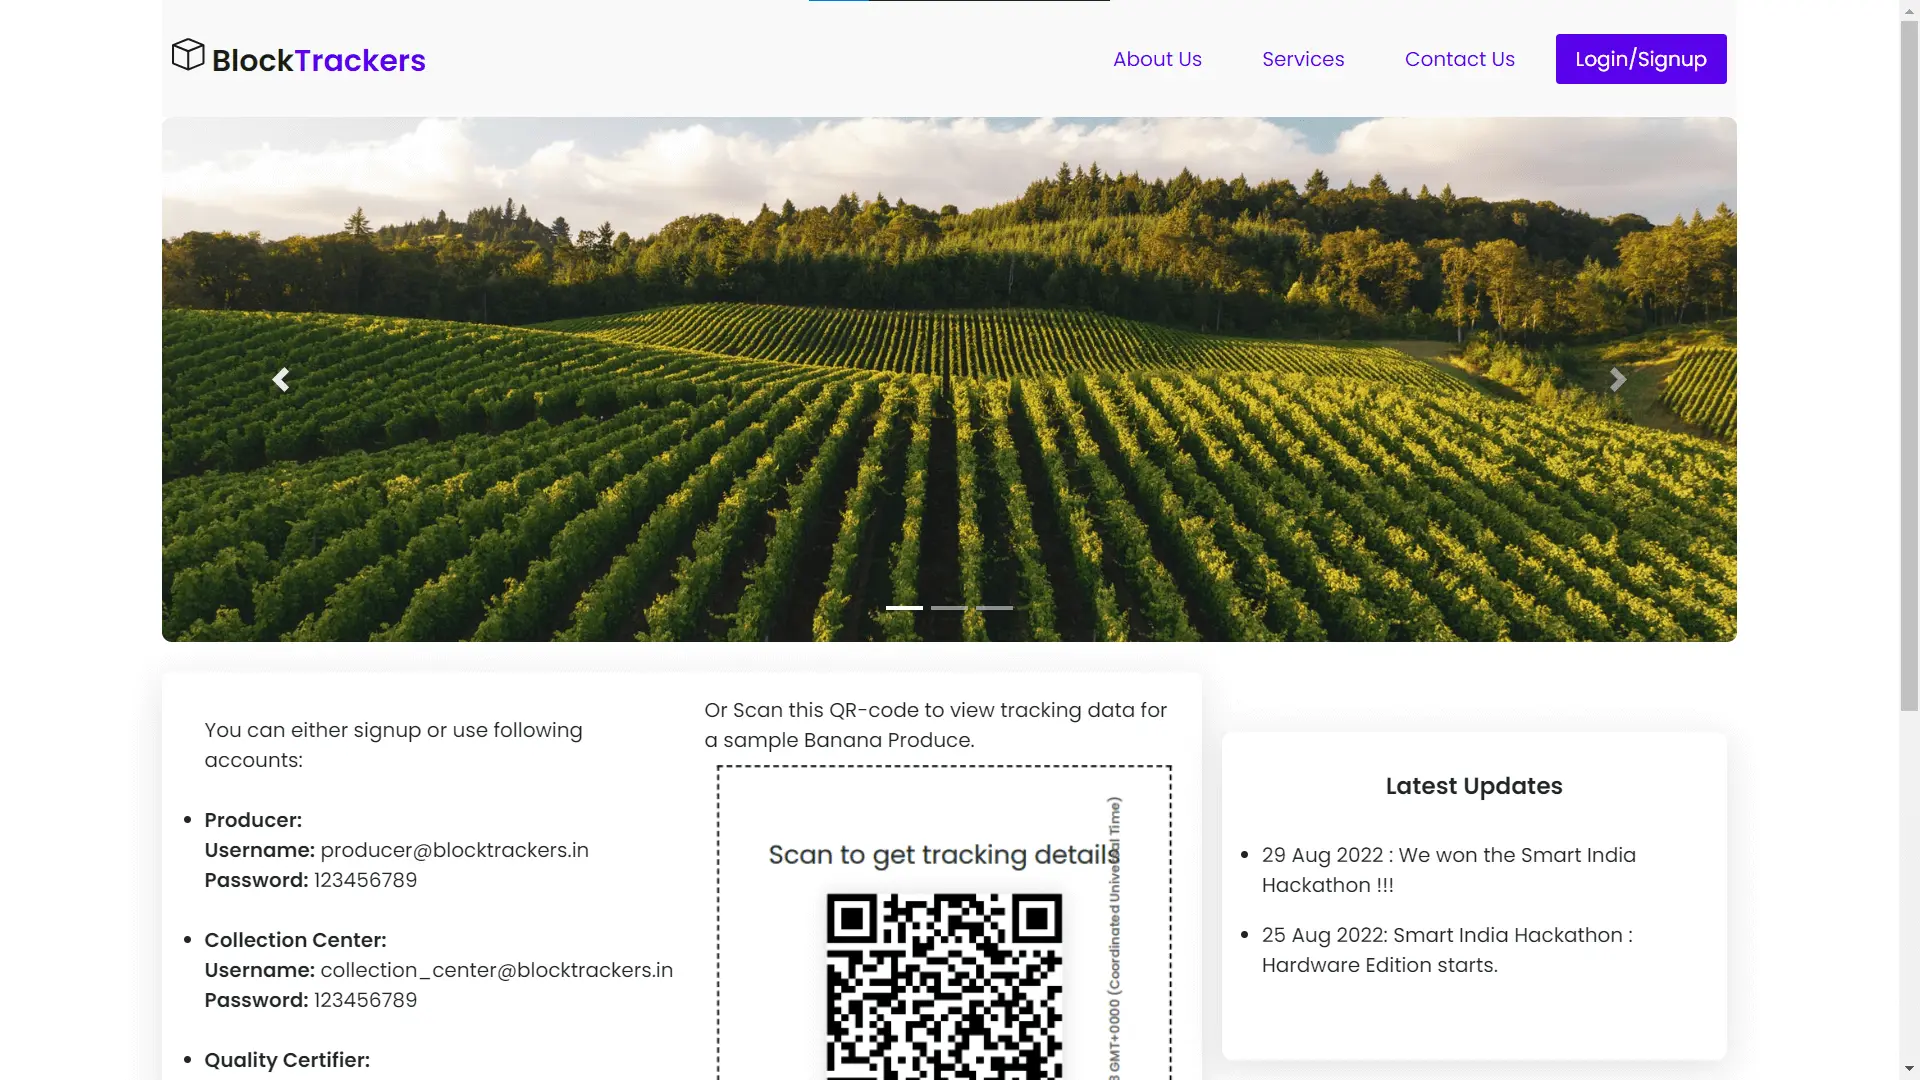 BlockTrackers
About Us
Services
Contact Us
Login/Signup
You can either signup or use following
accounts:
Producer:
Username: producer@blocktrackers.in
Password: 123456789
Collection Center:
Username: collection_center@blocktrackers.in
Password: 123456789
Quality Certifier:
Or Scan this QR-code to view tracking data for
a sample Banana Produce.
Scan to get tracking details
GMT+0000 (Coordinated Universal Time)
Latest Updates
29 Aug 2022 : We won the Smart India
Hackathon !!!
25 Aug 2022: Smart India Hackathon :
Hardware Edition starts.